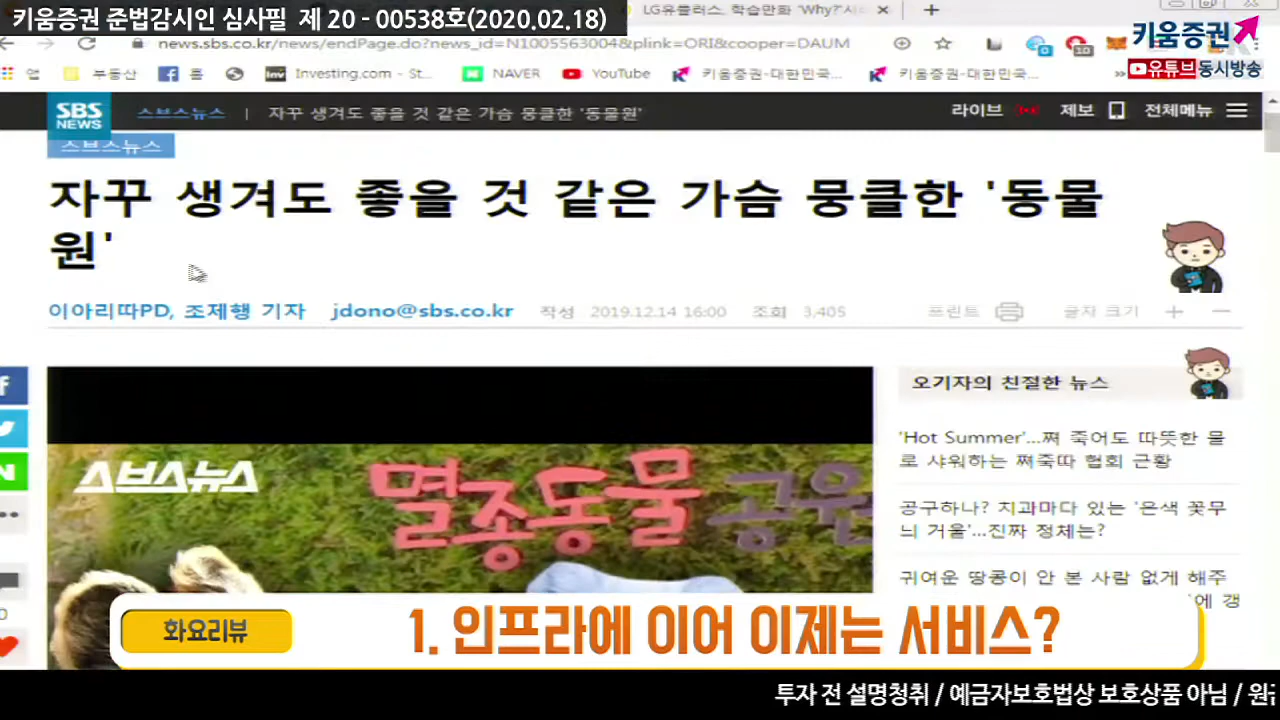 키움증권 준법감시인 심사필 제 20 - 00538호(2020.02.18)
LG유플러스, 학습만화 'Why?'시
키움증권
유튜브동시방송
news.sbs.co.kr/news/endPage.do?news_id=N1005563004&plink=ORI&cooper=DAUM
앱 부동산 홈 Investing.com - St... NAVER YouTube 키움증권-대한민국... 키움증권-대한민국...
SBS NEWS 스브스뉴스 | 자꾸 생겨도 좋을 것 같은 가슴 뭉클한 '동물원' 라이브 제보 전체메뉴
스브스뉴스
자꾸 생겨도 좋을 것 같은 가슴 뭉클한 '동물
원'
이아리따PD, 조제행 기자 jdono@sbs.co.kr 작성 2019.12.14 16:00 조회 3,405 프린트 글자 크기 + −
오기자의 친절한 뉴스
스브스뉴스
멸종동물 공원
'Hot Summer'...쪄 죽어도 따뜻한 물
로 샤워하는 쪄죽따 협회 근황
공구하나? 치과마다 있는 '은색 꽃무
늬 거울'...진짜 정체는?
귀여운 땅콩이 안 본 사람 없게 해주
에 갱
화요리뷰
1. 인프라에 이어 이제는 서비스?
투자 전 설명청취 / 예금자보호법상 보호상품 아님 / 원금